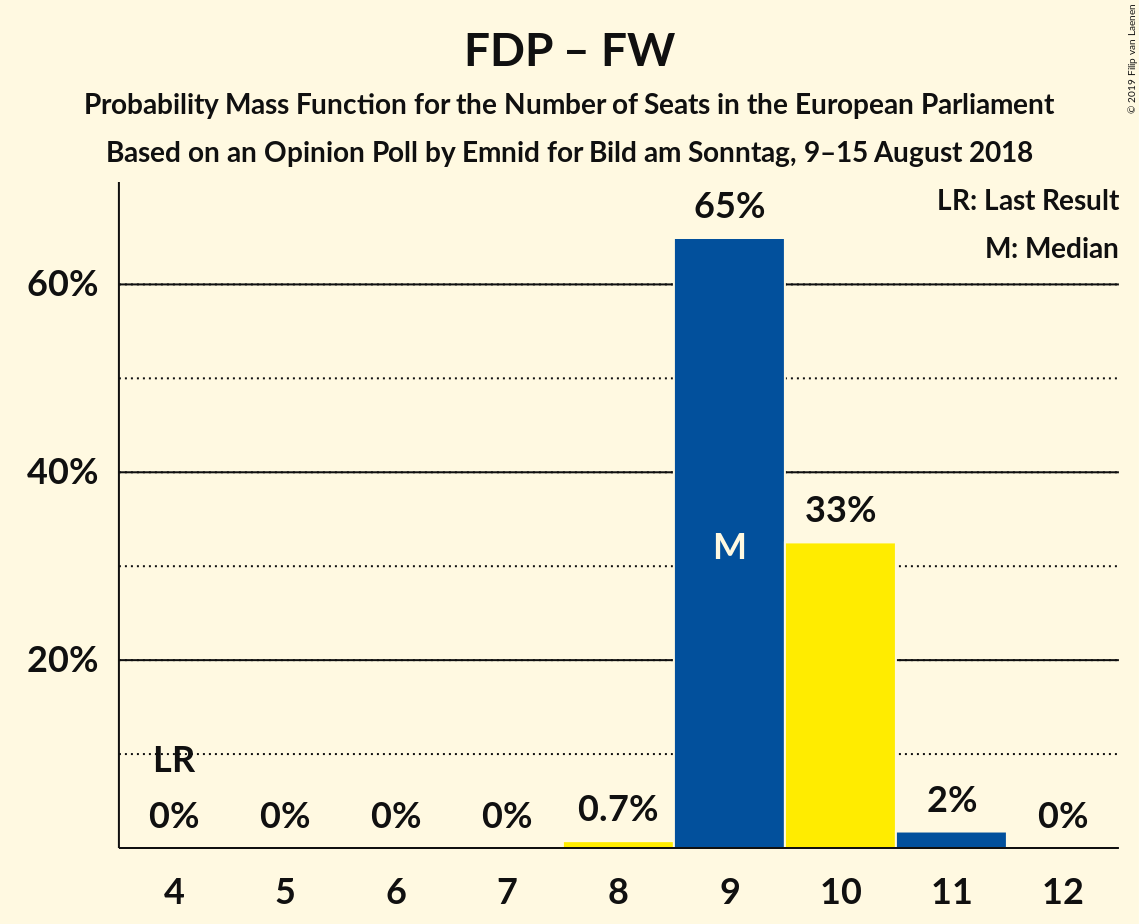 FDP – FW
Probability Mass Function for the Number of Seats in the European Parliament
Based on an Opinion Poll by Emnid for Bild am Sonntag, 9–15 August 2018
© 2019 Filip van Laenen
LR: Last Result
M: Median
65%
60%
40%
33%
M
20%
LR
0%
0%
0%
0%
0.7%
2%
0%
4
5
6
7
8
9
10
11
12